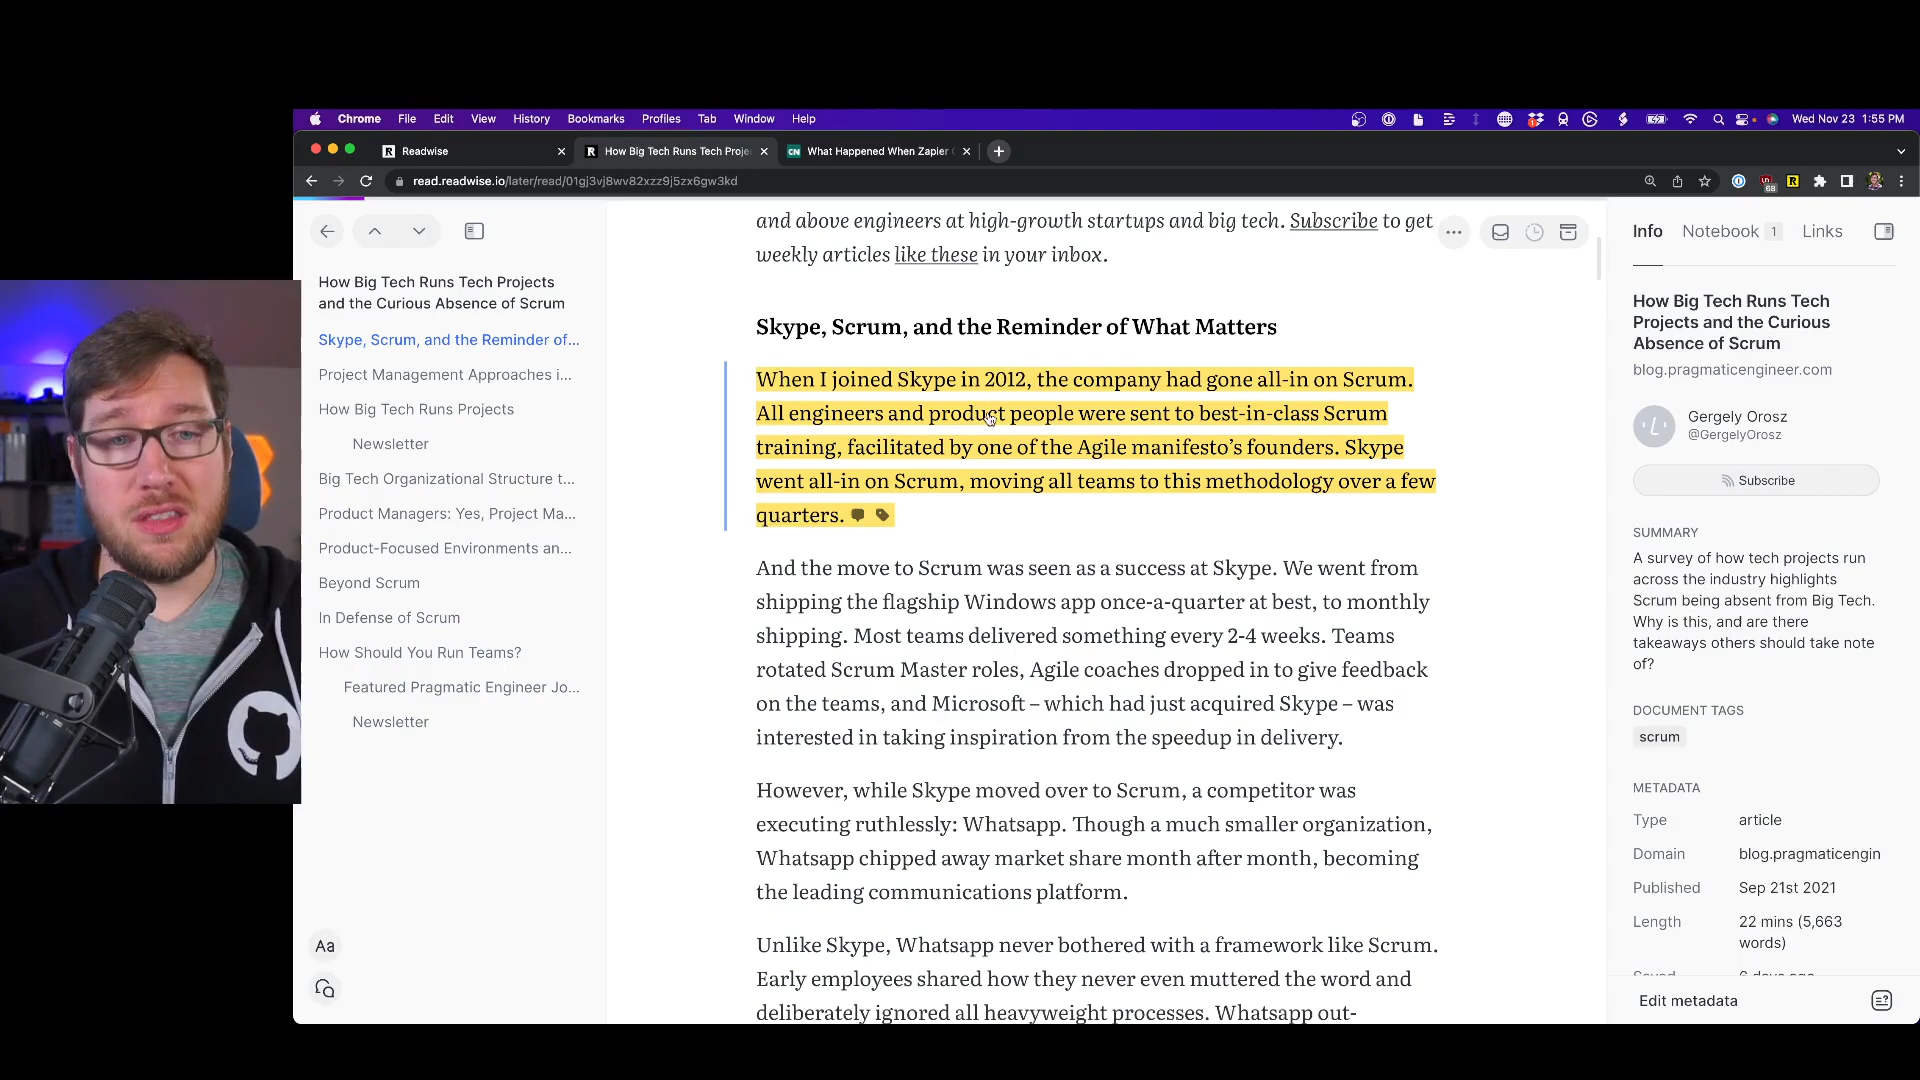 Chrome File Edit View History Bookmarks Profiles Tab Window Help
Wed Nov 23 1:55 PM
Readwise
How Big Tech Runs Tech Proje
What Happened When Zapier
read.readwise.io/later/read/01gj3vj8wv82xzz9j5zx6gw3kd
68
How Big Tech Runs Tech Projects
and the Curious Absence of Scrum
Skype, Scrum, and the Reminder of...
Project Management Approaches i...
How Big Tech Runs Projects
Newsletter
Big Tech Organizational Structure t...
Product Managers: Yes, Project Ma...
Product-Focused Environments an...
Beyond Scrum
In Defense of Scrum
How Should You Run Teams?
Featured Pragmatic Engineer Jo...
Newsletter
Aa
and above engineers at high-growth startups and big tech. Subscribe to get
weekly articles like these in your inbox.
Skype, Scrum, and the Reminder of What Matters
When I joined Skype in 2012, the company had gone all-in on Scrum.
All engineers and product people were sent to best-in-class Scrum
training, facilitated by one of the Agile manifesto’s founders. Skype
went all-in on Scrum, moving all teams to this methodology over a few
quarters.
And the move to Scrum was seen as a success at Skype. We went from
shipping the flagship Windows app once-a-quarter at best, to monthly
shipping. Most teams delivered something every 2-4 weeks. Teams
rotated Scrum Master roles, Agile coaches dropped in to give feedback
on the teams, and Microsoft – which had just acquired Skype – was
interested in taking inspiration from the speedup in delivery.
However, while Skype moved over to Scrum, a competitor was
executing ruthlessly: Whatsapp. Though a much smaller organization,
Whatsapp chipped away market share month after month, becoming
the leading communications platform.
Unlike Skype, Whatsapp never bothered with a framework like Scrum.
Early employees shared how they never even muttered the word and
deliberately ignored all heavyweight processes. Whatsapp out-
Info Notebook 1 Links
How Big Tech Runs Tech
Projects and the Curious
Absence of Scrum
blog.pragmaticengineer.com
Gergely Orosz
@GergelyOrosz
Subscribe
SUMMARY
A survey of how tech projects run
across the industry highlights
Scrum being absent from Big Tech.
Why is this, and are there
takeaways others should take note
of?
DOCUMENT TAGS
scrum
METADATA
Type article
Domain blog.pragmaticengin
Published Sep 21st 2021
Length 22 mins (5,663
words)
Saved 6 days ago
Edit metadata